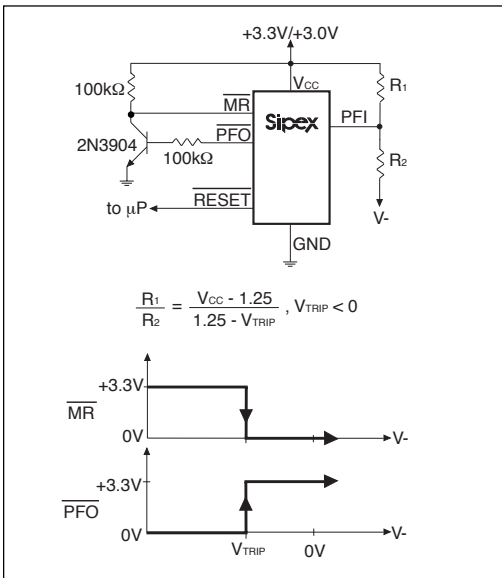 +3.3V/+3.0V
VCC
100kΩ
MR
R1
Sipex
PFI
2N3904
PFO
100kΩ
R2
RESET
to μP
V-
GND
R1 / R2 = VCC - 1.25 / 1.25 - VTRIP , VTRIP < 0
+3.3V
MR
0V
V-
+3.3V
PFO
0V
V-
VTRIP
0V